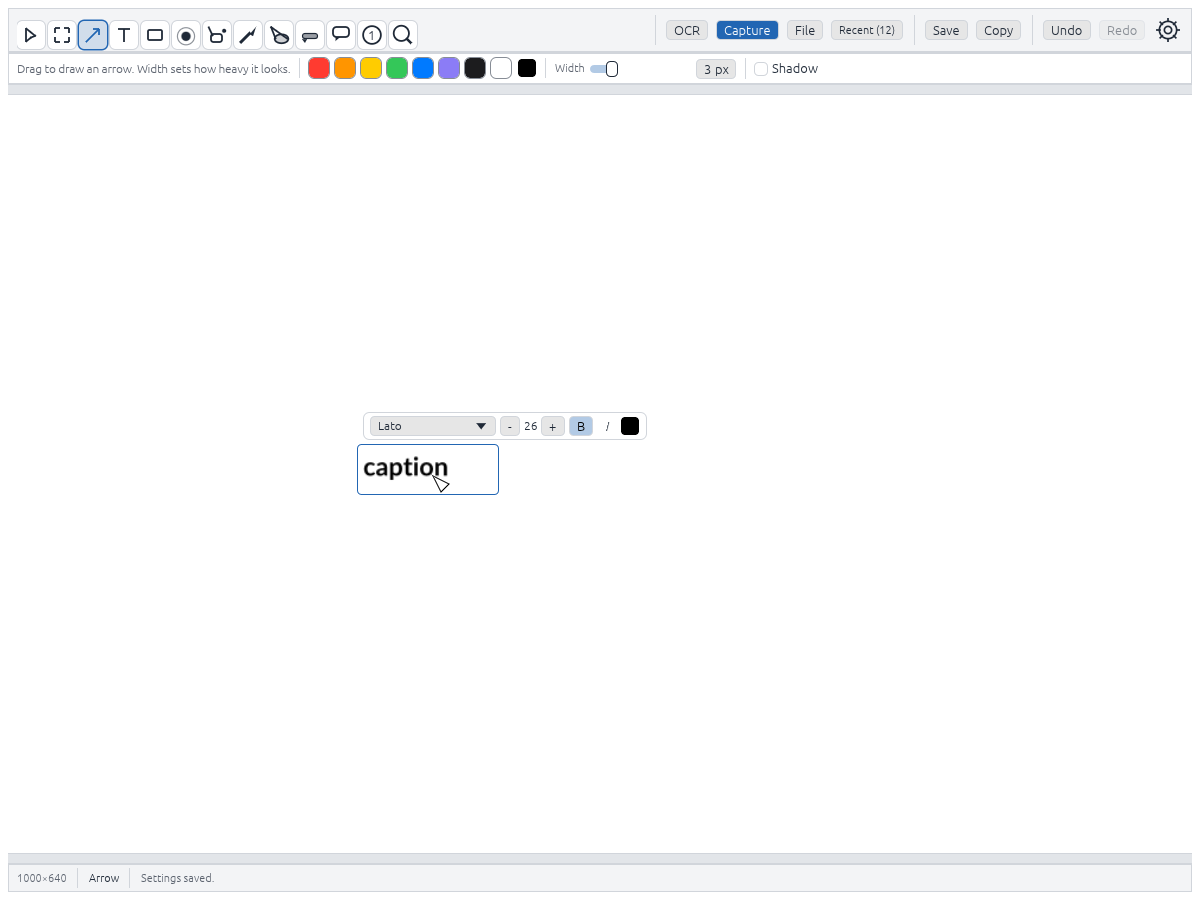 T
1
OCR
Capture
File
Recent (12)
Save
Copy
Undo
Redo
Drag to draw an arrow. Width sets how heavy it looks.
Width
3 px
Shadow
Lato
- 26 + B /
caption
1000×640
Arrow
Settings saved.